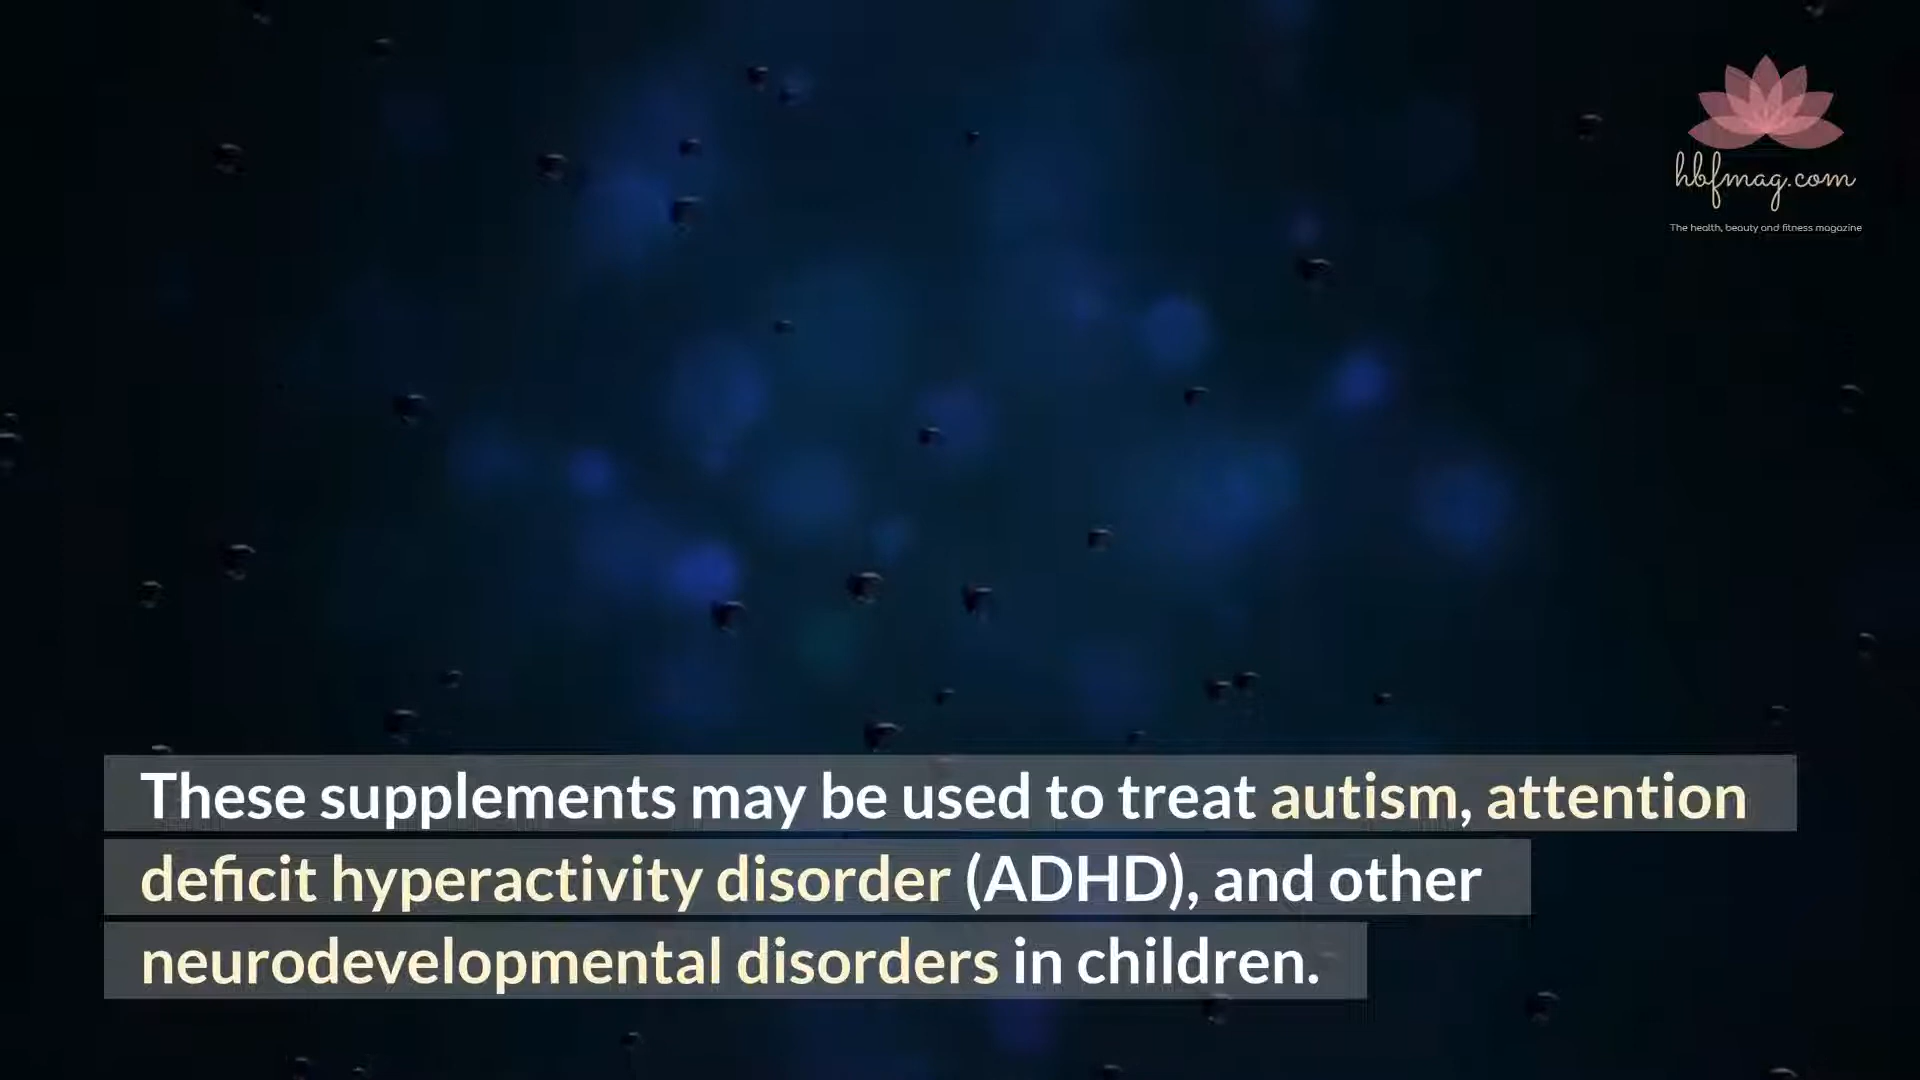 hbfmag.com
The health, beauty and fitness magazine
These supplements may be used to treat autism, attention
deficit hyperactivity disorder (ADHD), and other
neurodevelopmental disorders in children.